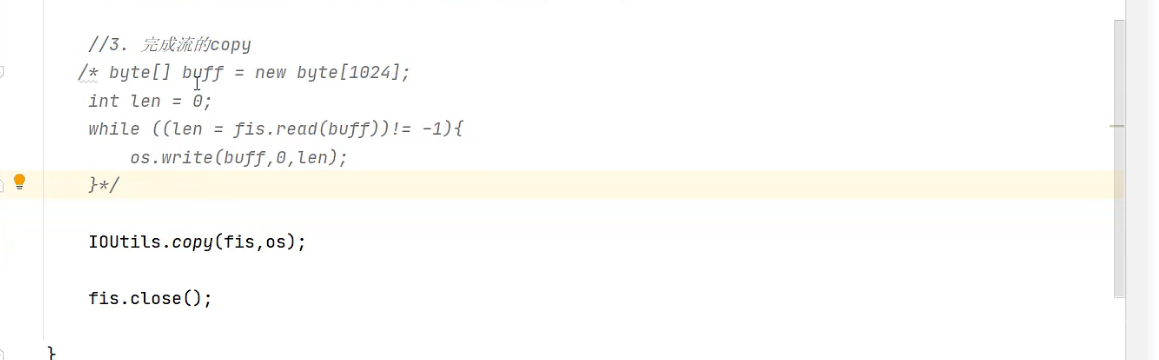 //3. 完成流的copy
/* byte[] buff = new byte[1024];
int len = 0;
while ((len = fis.read(buff))!= -1){
os.write(buff,0,len);
}*/
IOUtils.copy(fis,os);
fis.close();
}